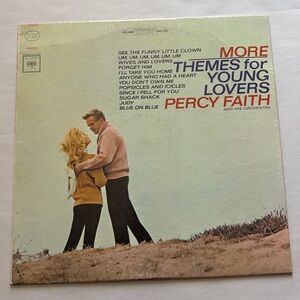 STEREO
SEE THE FUNNY LITTLE CLOWN
UM, UM, UM, UM, UM, UM
WIVES AND LOVERS
FORGET HIM
I'LL TAKE YOU HOME
ANYONE WHO HAD A HEART
YOU DON'T OWN ME
POPSICLES AND ICICLES
SINCE I FELL FOR YOU
SUGAR SHACK
JUDY
BLUE ON BLUE
MORE
THEMES for
YOUNG
LOVERS
PERCY FAITH
AND HIS ORCHESTRA